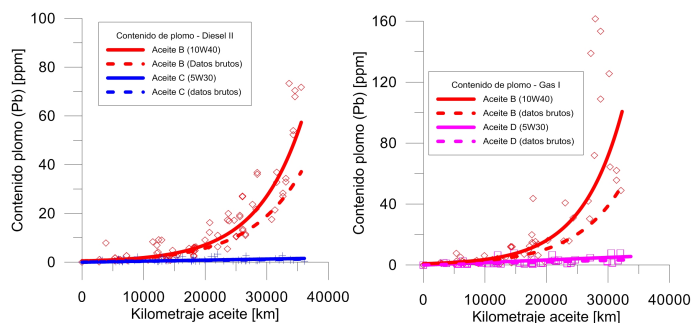 Contenido plomo (Pb) [ppm]
100
80
60
40
20
0
Contenido de plomo - Diesel II
Aceite B (10W40)
Aceite B (Datos brutos)
Aceite C (5W30)
Aceite C (datos brutos)
0 10000 20000 30000 40000
Kilometraje aceite [km]
Contenido plomo (Pb) [ppm]
160
120
80
40
0
Contenido de plomo - Gas I
Aceite B (10W40)
Aceite B (datos brutos)
Aceite D (5W30)
Aceite D (datos brutos)
0 10000 20000 30000 40000
Kilometraje aceite [km]